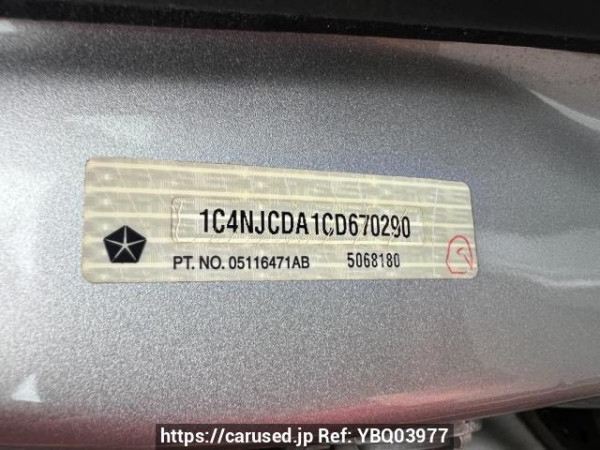 1C4NJCDA1CD670290
PT. NO. 05116471AB 5068180
https://carused.jp Ref: YBQ03977